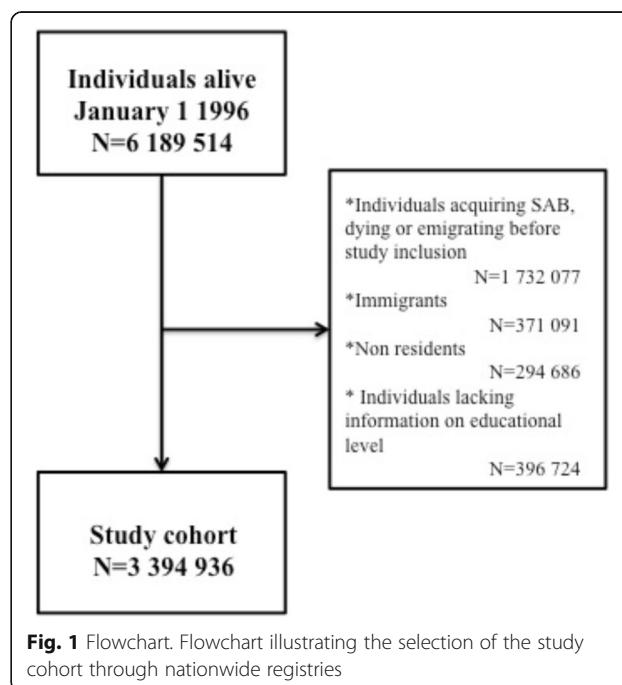 Individuals alive
January 1 1996
N=6 189 514
*Individuals acquiring SAB,
dying or emigrating before
study inclusion
N=1 732 077
*Immigrants
N=371 091
*Non residents
N=294 686
* Individuals lacking
information on educational
level
N=396 724
Study cohort
N=3 394 936
Fig. 1 Flowchart. Flowchart illustrating the selection of the study
cohort through nationwide registries